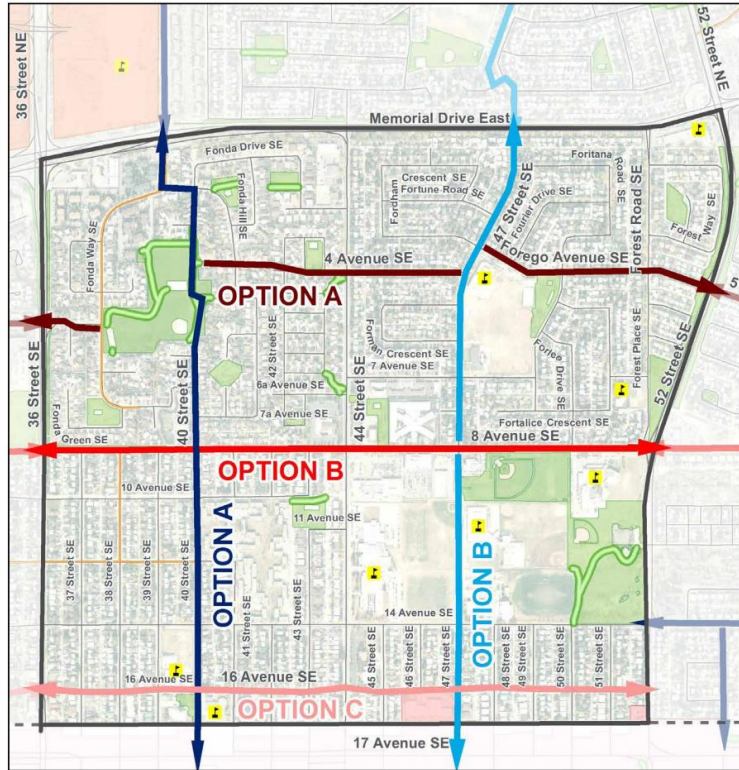 36 Street NE
52 Street NE
Memorial Drive East
Fonda Drive SE
Foritana
Road SE
Crescent SE
Fortune Road SE
Fordham
Fonda Hill SE
Fonda Way SE
47 Street SE
Fourier Drive SE
Forest Road SE
Forest
Way SE
4 Avenue SE
Forego Avenue SE
5
OPTION A
36 Street SE
40 Street SE
42 Street SE
Forman
Crescent SE
7 Avenue SE
6a Avenue SE
7a Avenue SE
44 Street SE
Forlee Drive SE
Forest Place SE
52 Street SE
Fonda
Green SE
Fortalice Crescent SE
8 Avenue SE
OPTION B
10 Avenue SE
11 Avenue SE
OPTION A
OPTION B
37 Street SE
38 Street SE
39 Street SE
40 Street SE
41 Street SE
43 Street SE
14 Avenue SE
45 Street SE
46 Street SE
47 Street SE
48 Street SE
49 Street SE
50 Street SE
51 Street SE
16 Avenue SE
16 Avenue SE
OPTION C
17 Avenue SE